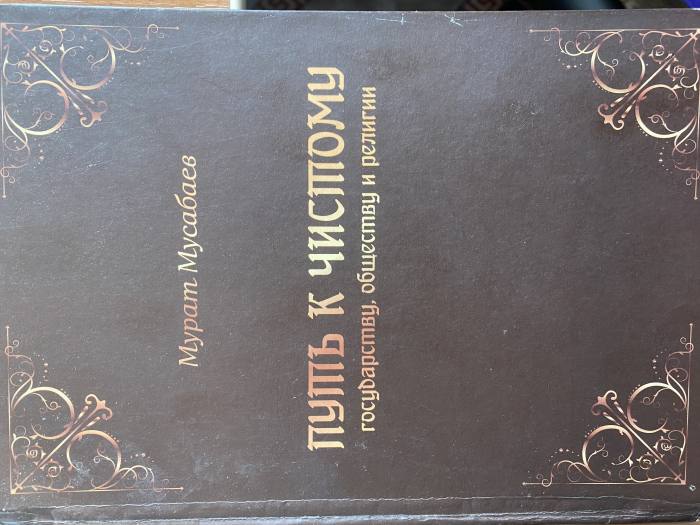 Мурат Мусабаев
ПУТЬ К ЧИСТОМУ
государству, обществу и религии